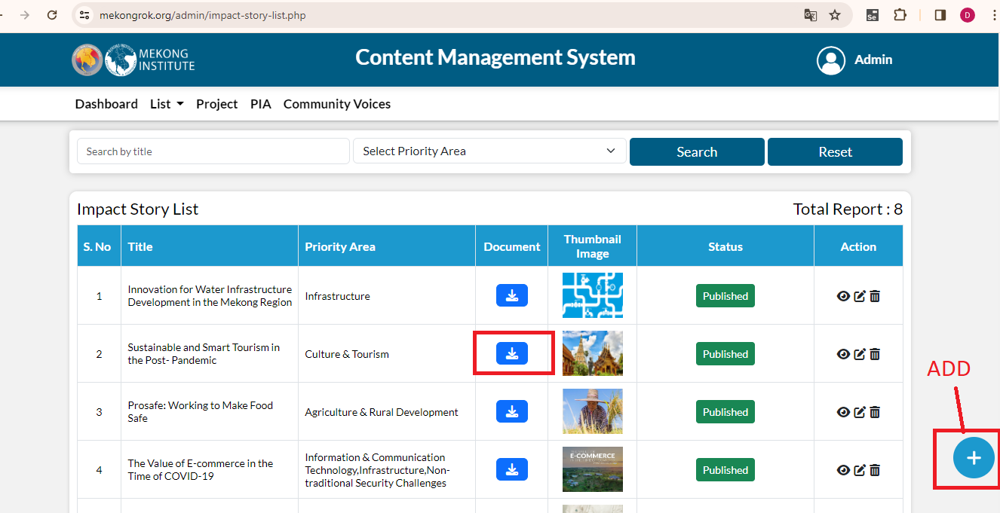 mekongrok.org/admin/impact-story-list.php
Se
D
MEKONG
INSTITUTE
Content Management System
Admin
Dashboard List Project PIA Community Voices
Search by title
Select Priority Area
Search
Reset
Impact Story List
Total Report : 8
S. No Title Priority Area Document Thumbnail Image Status Action
1
Innovation for Water Infrastructure
Development in the Mekong Region
Infrastructure
Published
2
Sustainable and Smart Tourism in
the Post- Pandemic
Culture & Tourism
Published
ADD
3
Prosafe: Working to Make Food
Safe
Agriculture & Rural Development
Published
4
The Value of E-commerce in the
Time of COVID-19
Information & Communication
Technology,Infrastructure,Non-
traditional Security Challenges
E-COMMERCE
Published
+